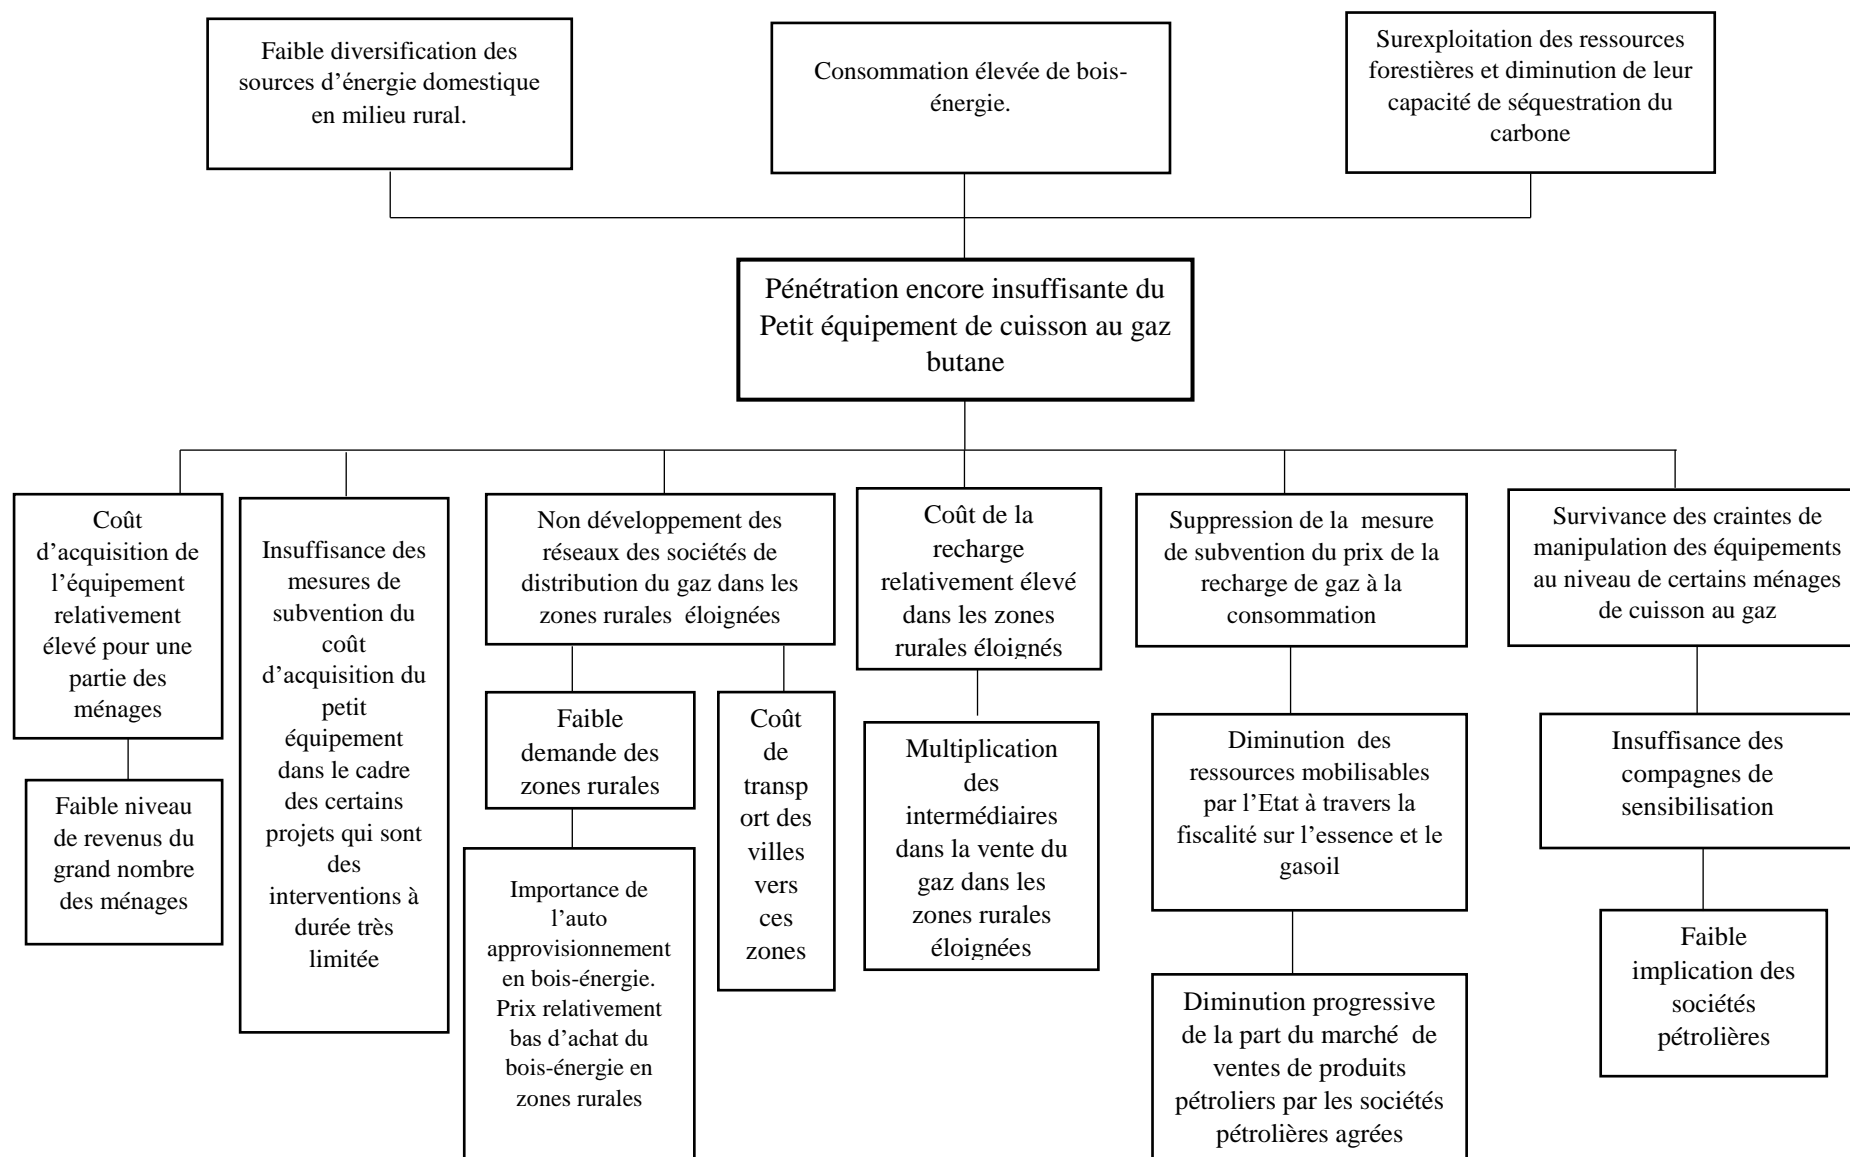 Faible diversification des
sources d’énergie domestique
en milieu rural.
Consommation élevée de bois-
énergie.
Surexploitation des ressources
forestières et diminution de leur
capacité de séquestration du
carbone
Pénétration encore insuffisante du
Petit équipement de cuisson au gaz
butane
Coût
d’acquisition de
l’équipement
relativement
élevé pour une
partie des
ménages
Faible niveau
de revenus du
grand nombre
des ménages
Insuffisance des
mesures de
subvention du
coût
d’acquisition du
petit
équipement
dans le cadre
des certains
projets qui sont
des
interventions à
durée très
limitée
Non développement des
réseaux des sociétés de
distribution du gaz dans les
zones rurales éloignées
Faible
demande des
zones rurales
Importance de
l’auto
approvisionnement
en bois-énergie.
Prix relativement
bas d’achat du
bois-énergie en
zones rurales
Coût
de
transp
ort des
villes
vers
ces
zones
Coût de la
recharge
relativement élevé
dans les zones
rurales éloignés
Multiplication
des
intermédiaires
dans la vente du
gaz dans les
zones rurales
éloignées
Suppression de la mesure
de subvention du prix de la
recharge de gaz à la
consommation
Diminution des
ressources mobilisables
par l’Etat à travers la
fiscalité sur l’essence et le
gasoil
Diminution progressive
de la part du marché de
ventes de produits
pétroliers par les sociétés
pétrolières agrées
Survivance des craintes de
manipulation des équipements
au niveau de certains ménages
de cuisson au gaz
Insuffisance des
compagnes de
sensibilisation
Faible
implication des
sociétés
pétrolières